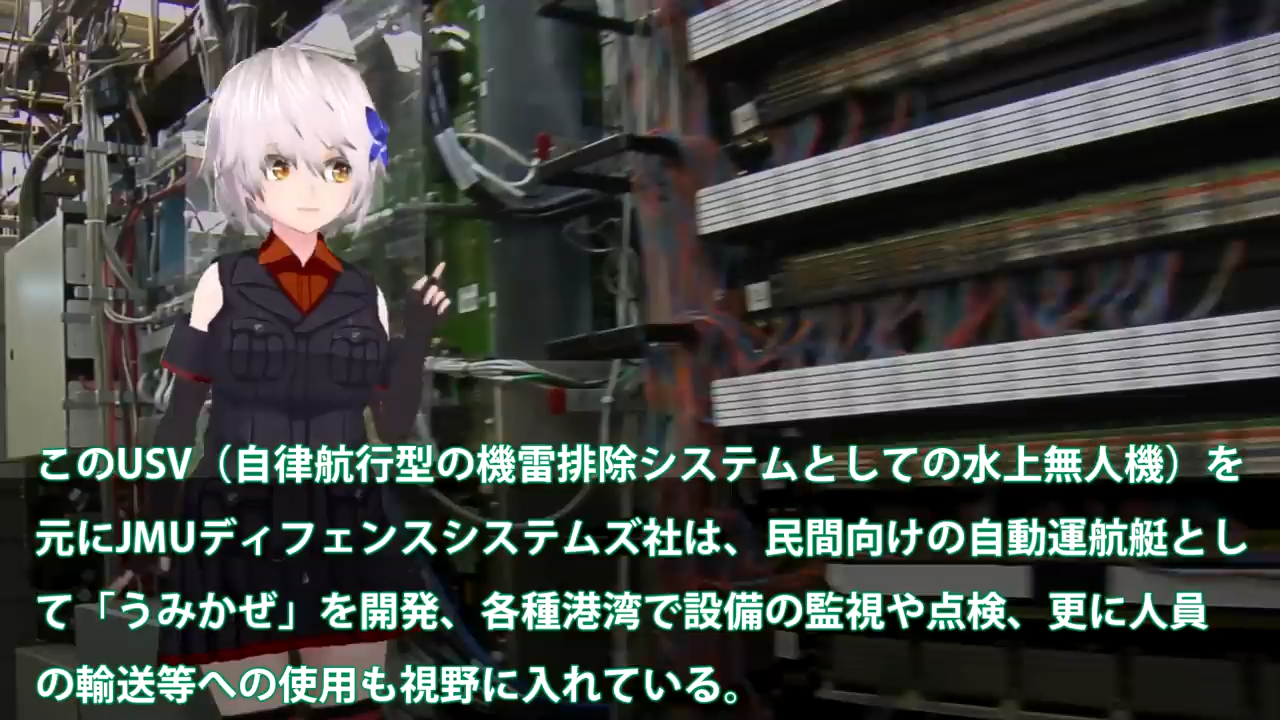 このUSV（自律航行型の機雷排除システムとしての水上無人機）を
元にJMUディフェンスシステムズ社は、民間向けの自動運航艇とし
て「うみかぜ」を開発、各種港湾で設備の監視や点検、更に人員
の輸送等への使用も視野に入れている。